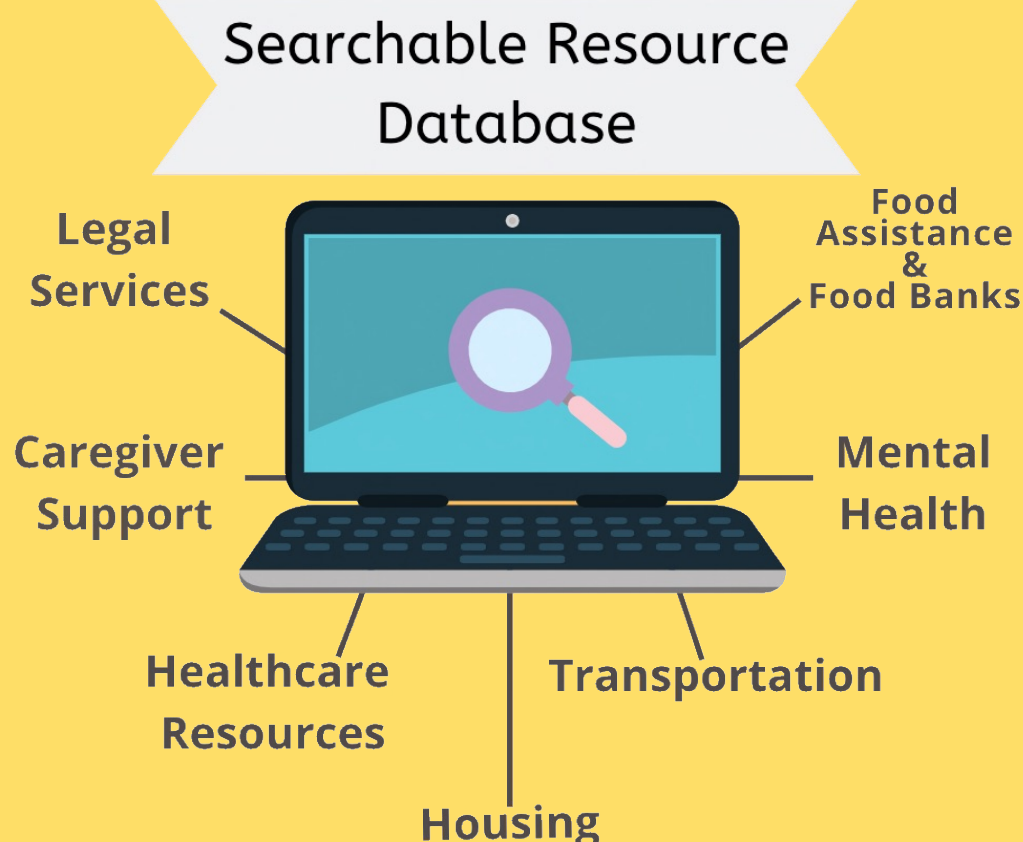 Searchable Resource
Database
Legal
Services
Food
Assistance
&
Food Banks
Caregiver
Support
Mental
Health
Healthcare
Resources
Transportation
Housing